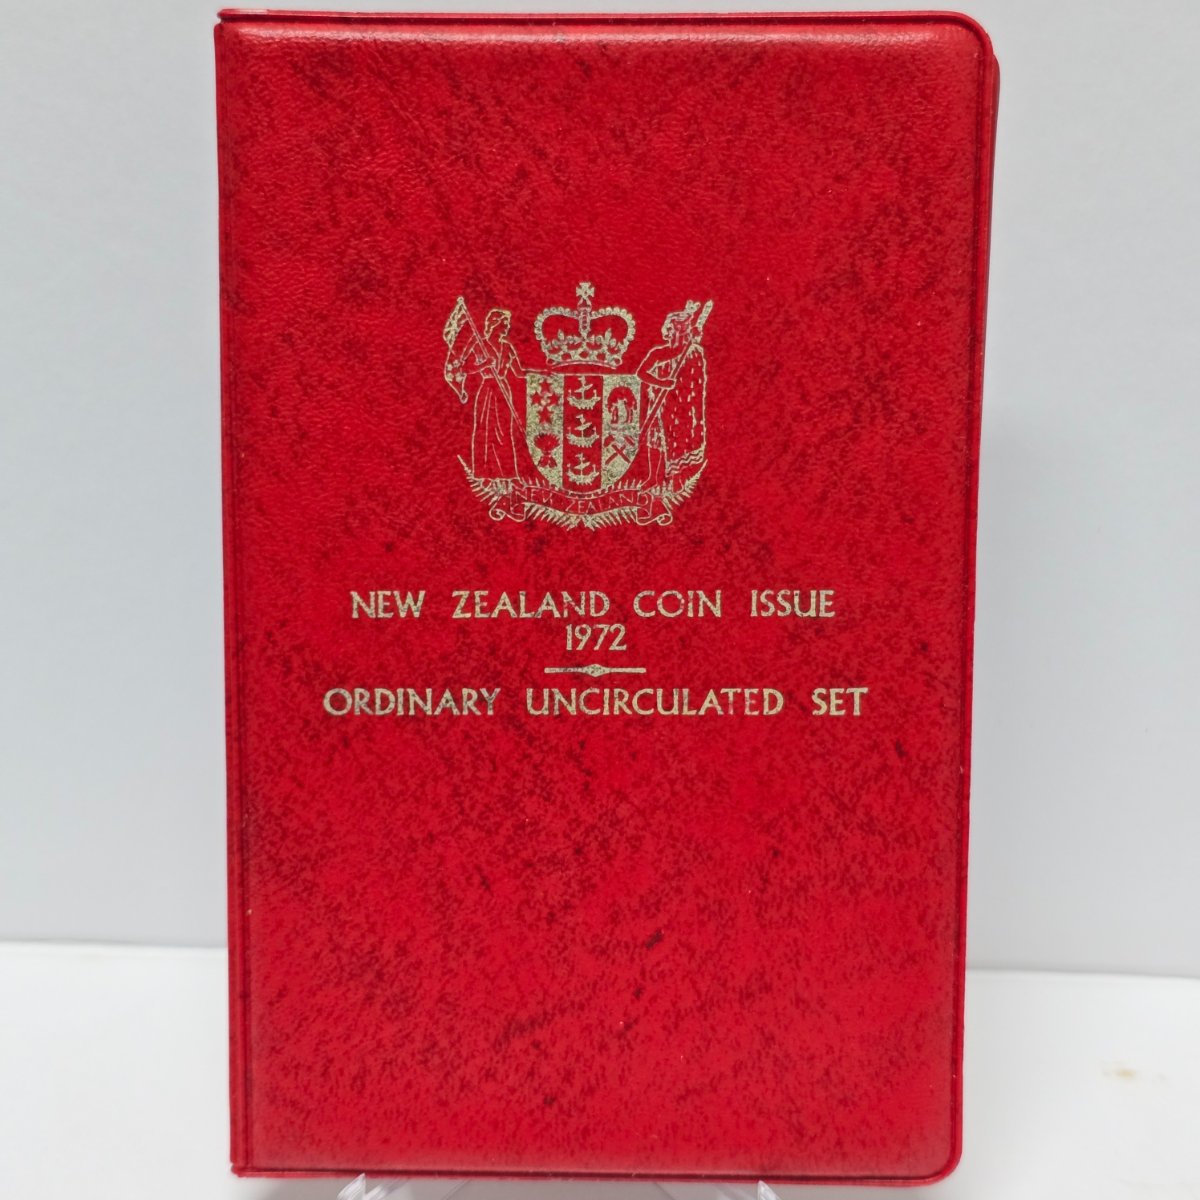 NEW ZEALAND
NEW ZEALAND COIN ISSUE
1972
ORDINARY UNCIRCULATED SET